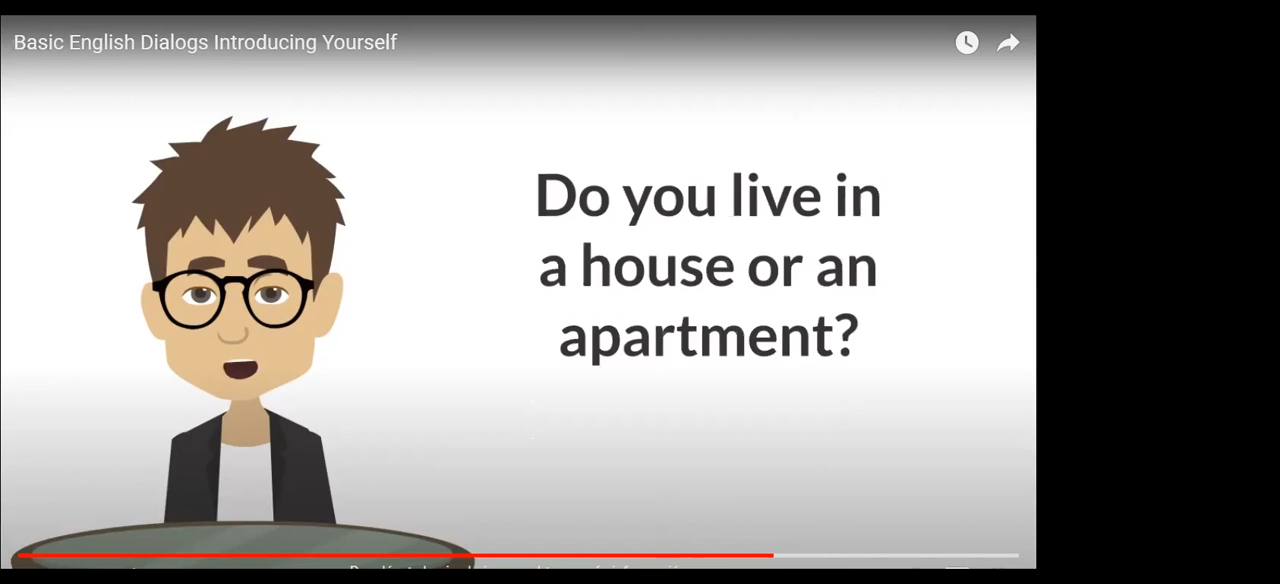 Basic English Dialogs Introducing Yourself
Do you live in
a house or an
apartment?